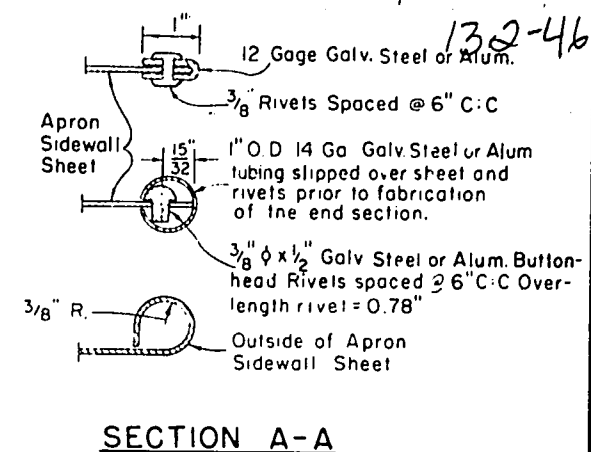 1"
132-46
12 Gage Galv. Steel or Alum.
3/8" Rivets Spaced @ 6" C:C
Apron
Sidewall
Sheet
15"
32
1" O.D 14 Ga Galv. Steel or Alum
tubing slipped over sheet and
rivets prior to fabrication
of the end section.
3/8" ϕ x 1/2" Galv Steel or Alum. Button-
head Rivets spaced @ 6" C:C Over-
length rivet = 0.78"
3/8" R.
Outside of Apron
Sidewall Sheet
SECTION A-A